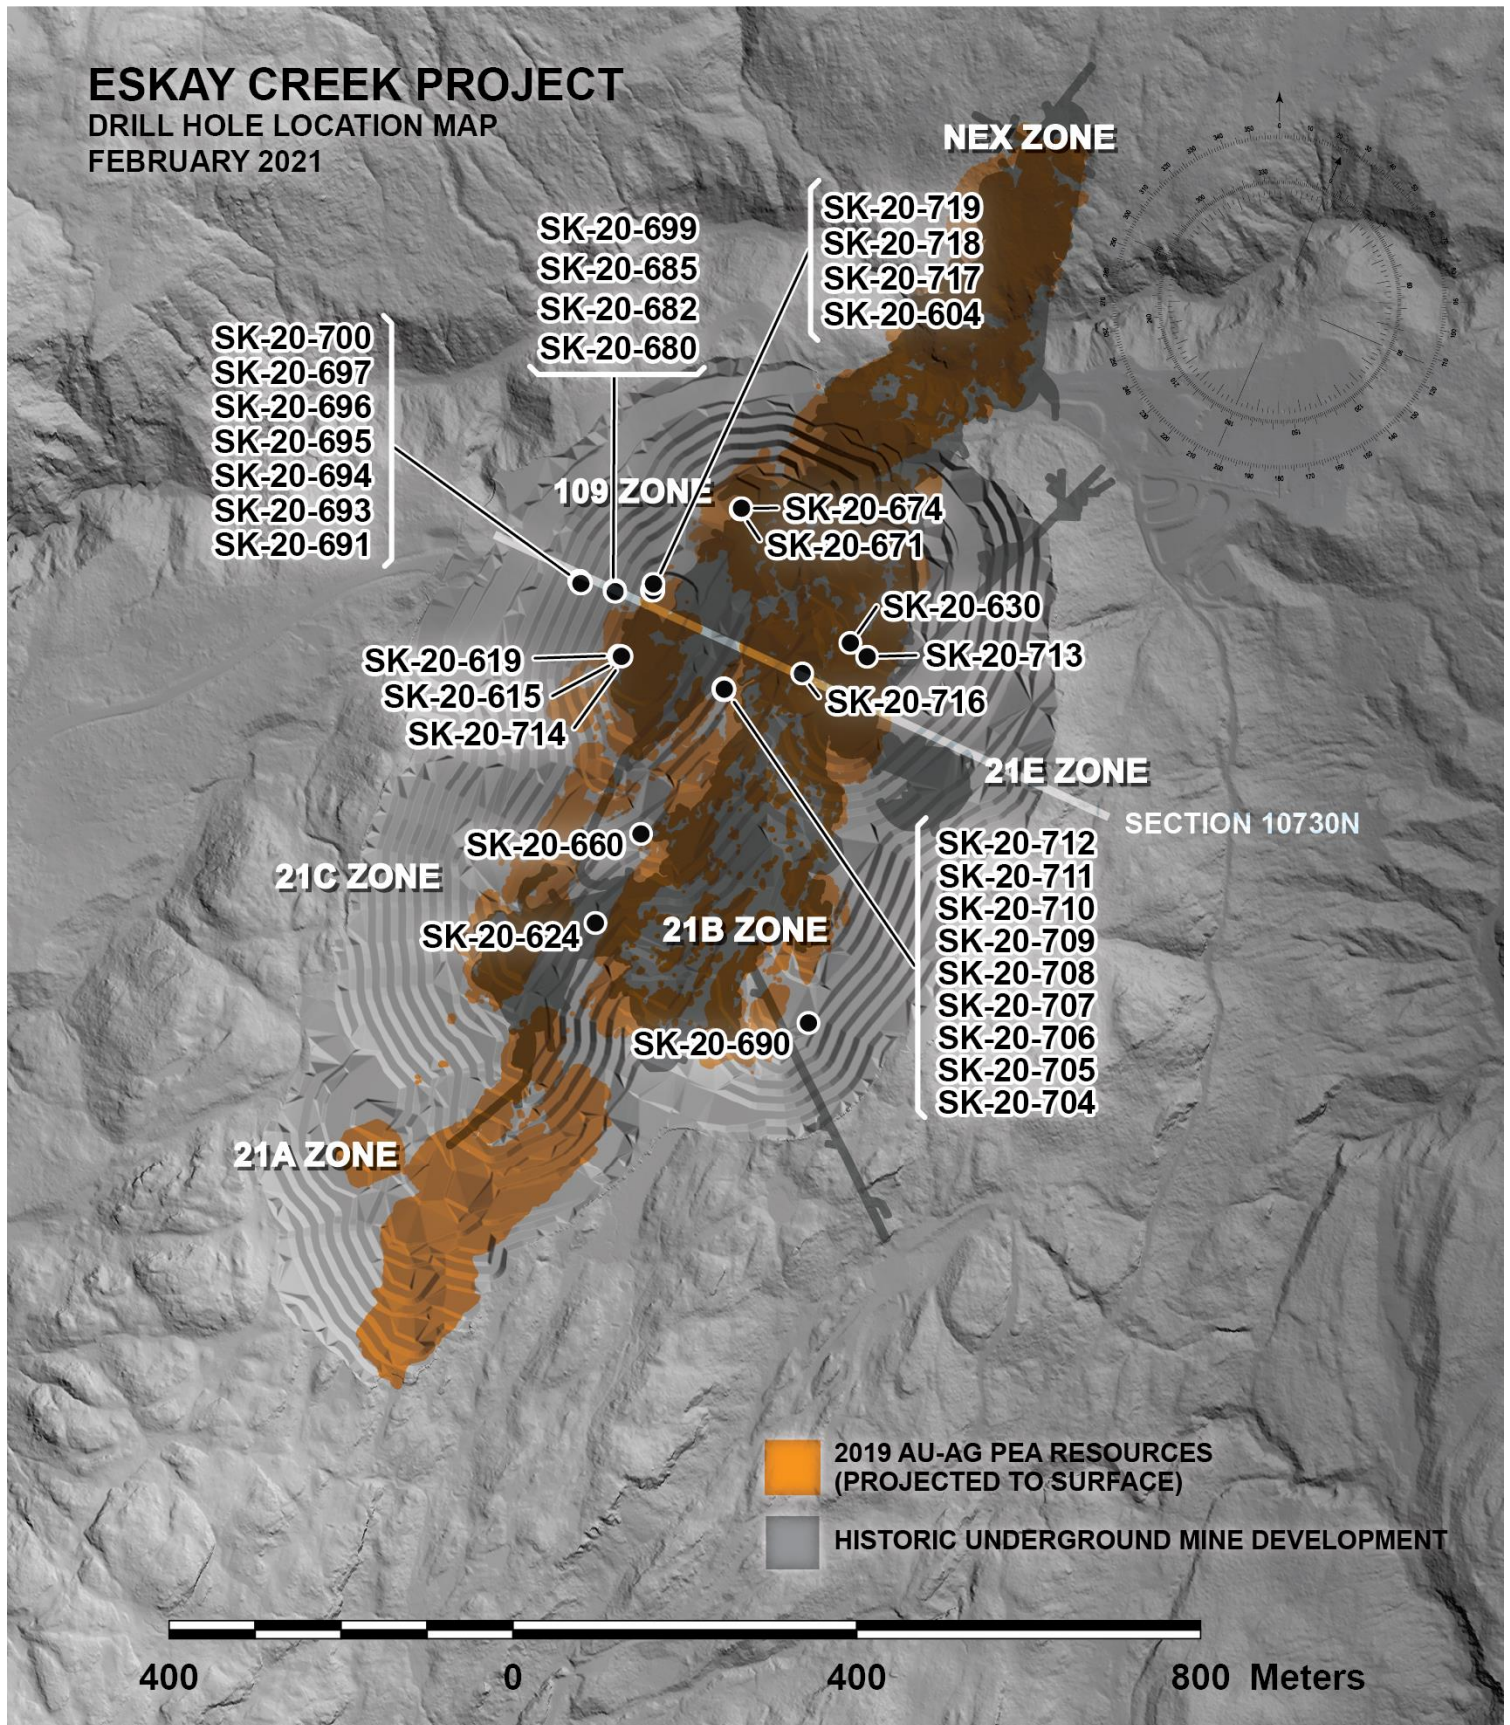 ESKAY CREEK PROJECT
DRILL HOLE LOCATION MAP
FEBRUARY 2021
NEX ZONE
SK-20-719
SK-20-718
SK-20-717
SK-20-604
SK-20-699
SK-20-685
SK-20-682
SK-20-680
SK-20-700
SK-20-697
SK-20-696
SK-20-695
SK-20-694
SK-20-693
SK-20-691
109 ZONE
SK-20-674
SK-20-671
SK-20-630
SK-20-713
SK-20-716
SK-20-619
SK-20-615
SK-20-714
21E ZONE
SECTION 10730N
SK-20-660
21C ZONE
SK-20-624
21B ZONE
SK-20-712
SK-20-711
SK-20-710
SK-20-709
SK-20-708
SK-20-707
SK-20-706
SK-20-705
SK-20-704
SK-20-690
21A ZONE
2019 AU-AG PEA RESOURCES
(PROJECTED TO SURFACE)
HISTORIC UNDERGROUND MINE DEVELOPMENT
400 0 400 800 Meters